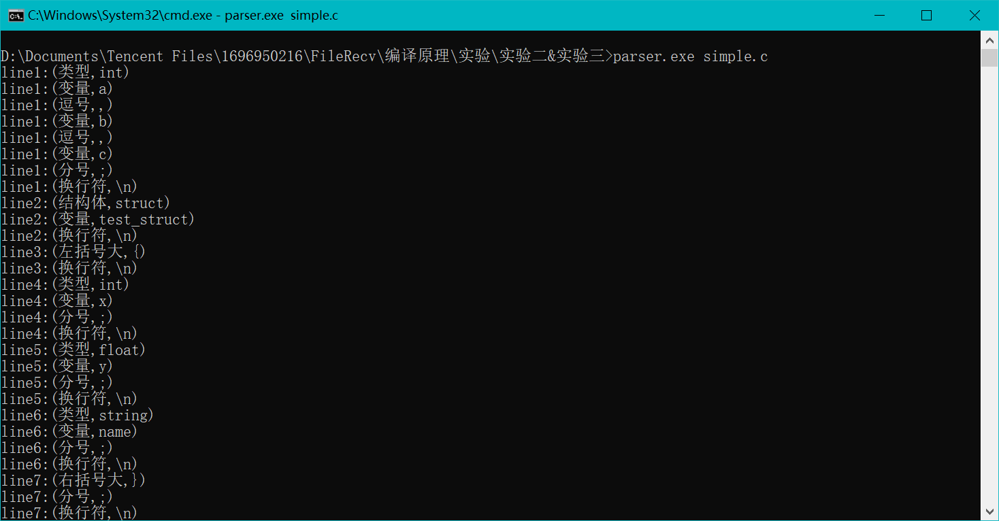 C:\Windows\System32\cmd.exe - parser.exe  simple.c
D:\Documents\Tencent Files\1696950216\FileRecv\编译原理\实验\实验二&实验三>parser.exe simple.c
line1:(类型,int)
line1:(变量,a)
line1:(逗号,,)
line1:(变量,b)
line1:(逗号,,)
line1:(变量,c)
line1:(分号,;)
line1:(换行符,\n)
line2:(结构体,struct)
line2:(变量,test_struct)
line2:(换行符,\n)
line3:(左括号大,{)
line3:(换行符,\n)
line4:(类型,int)
line4:(变量,x)
line4:(分号,;)
line4:(换行符,\n)
line5:(类型,float)
line5:(变量,y)
line5:(分号,;)
line5:(换行符,\n)
line6:(类型,string)
line6:(变量,name)
line6:(分号,;)
line6:(换行符,\n)
line7:(右括号大,})
line7:(分号,;)
line7:(换行符,\n)